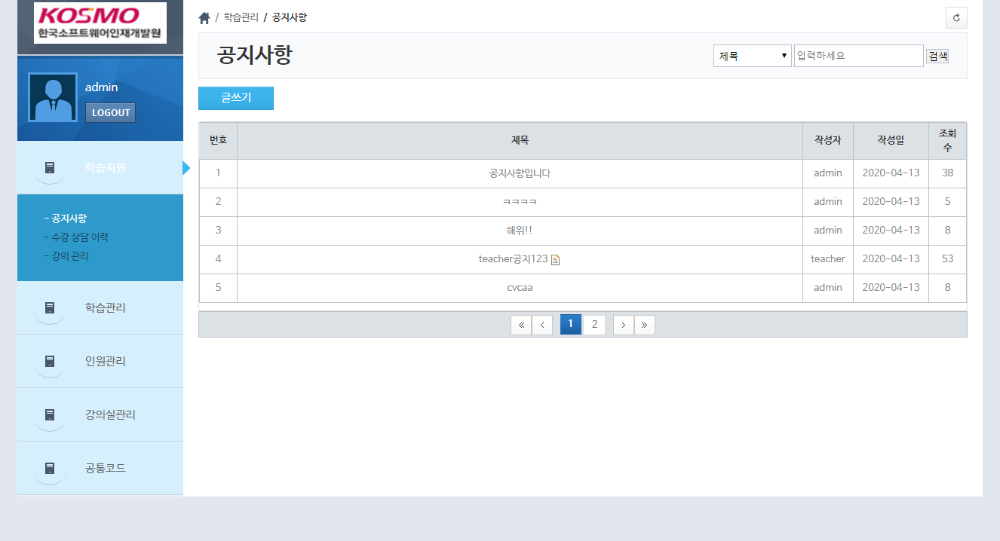 KOSMO
한국소프트웨어인재개발원
admin
LOGOUT
학습지원
- 공지사항
- 수강 상담 이력
- 강의 관리
학습관리
인원관리
강의실관리
공통코드
/ 학습관리 / 공지사항
공지사항
제목 입력하세요 검색
글쓰기
번호 제목 작성자 작성일 조회수
1 공지사항입니다 admin 2020-04-13 38
2 ㅋㅋㅋㅋ admin 2020-04-13 5
3 해위!! admin 2020-04-13 8
4 teacher공지123 teacher 2020-04-13 53
5 cvcaa admin 2020-04-13 8
« ‹ 1 2 › »